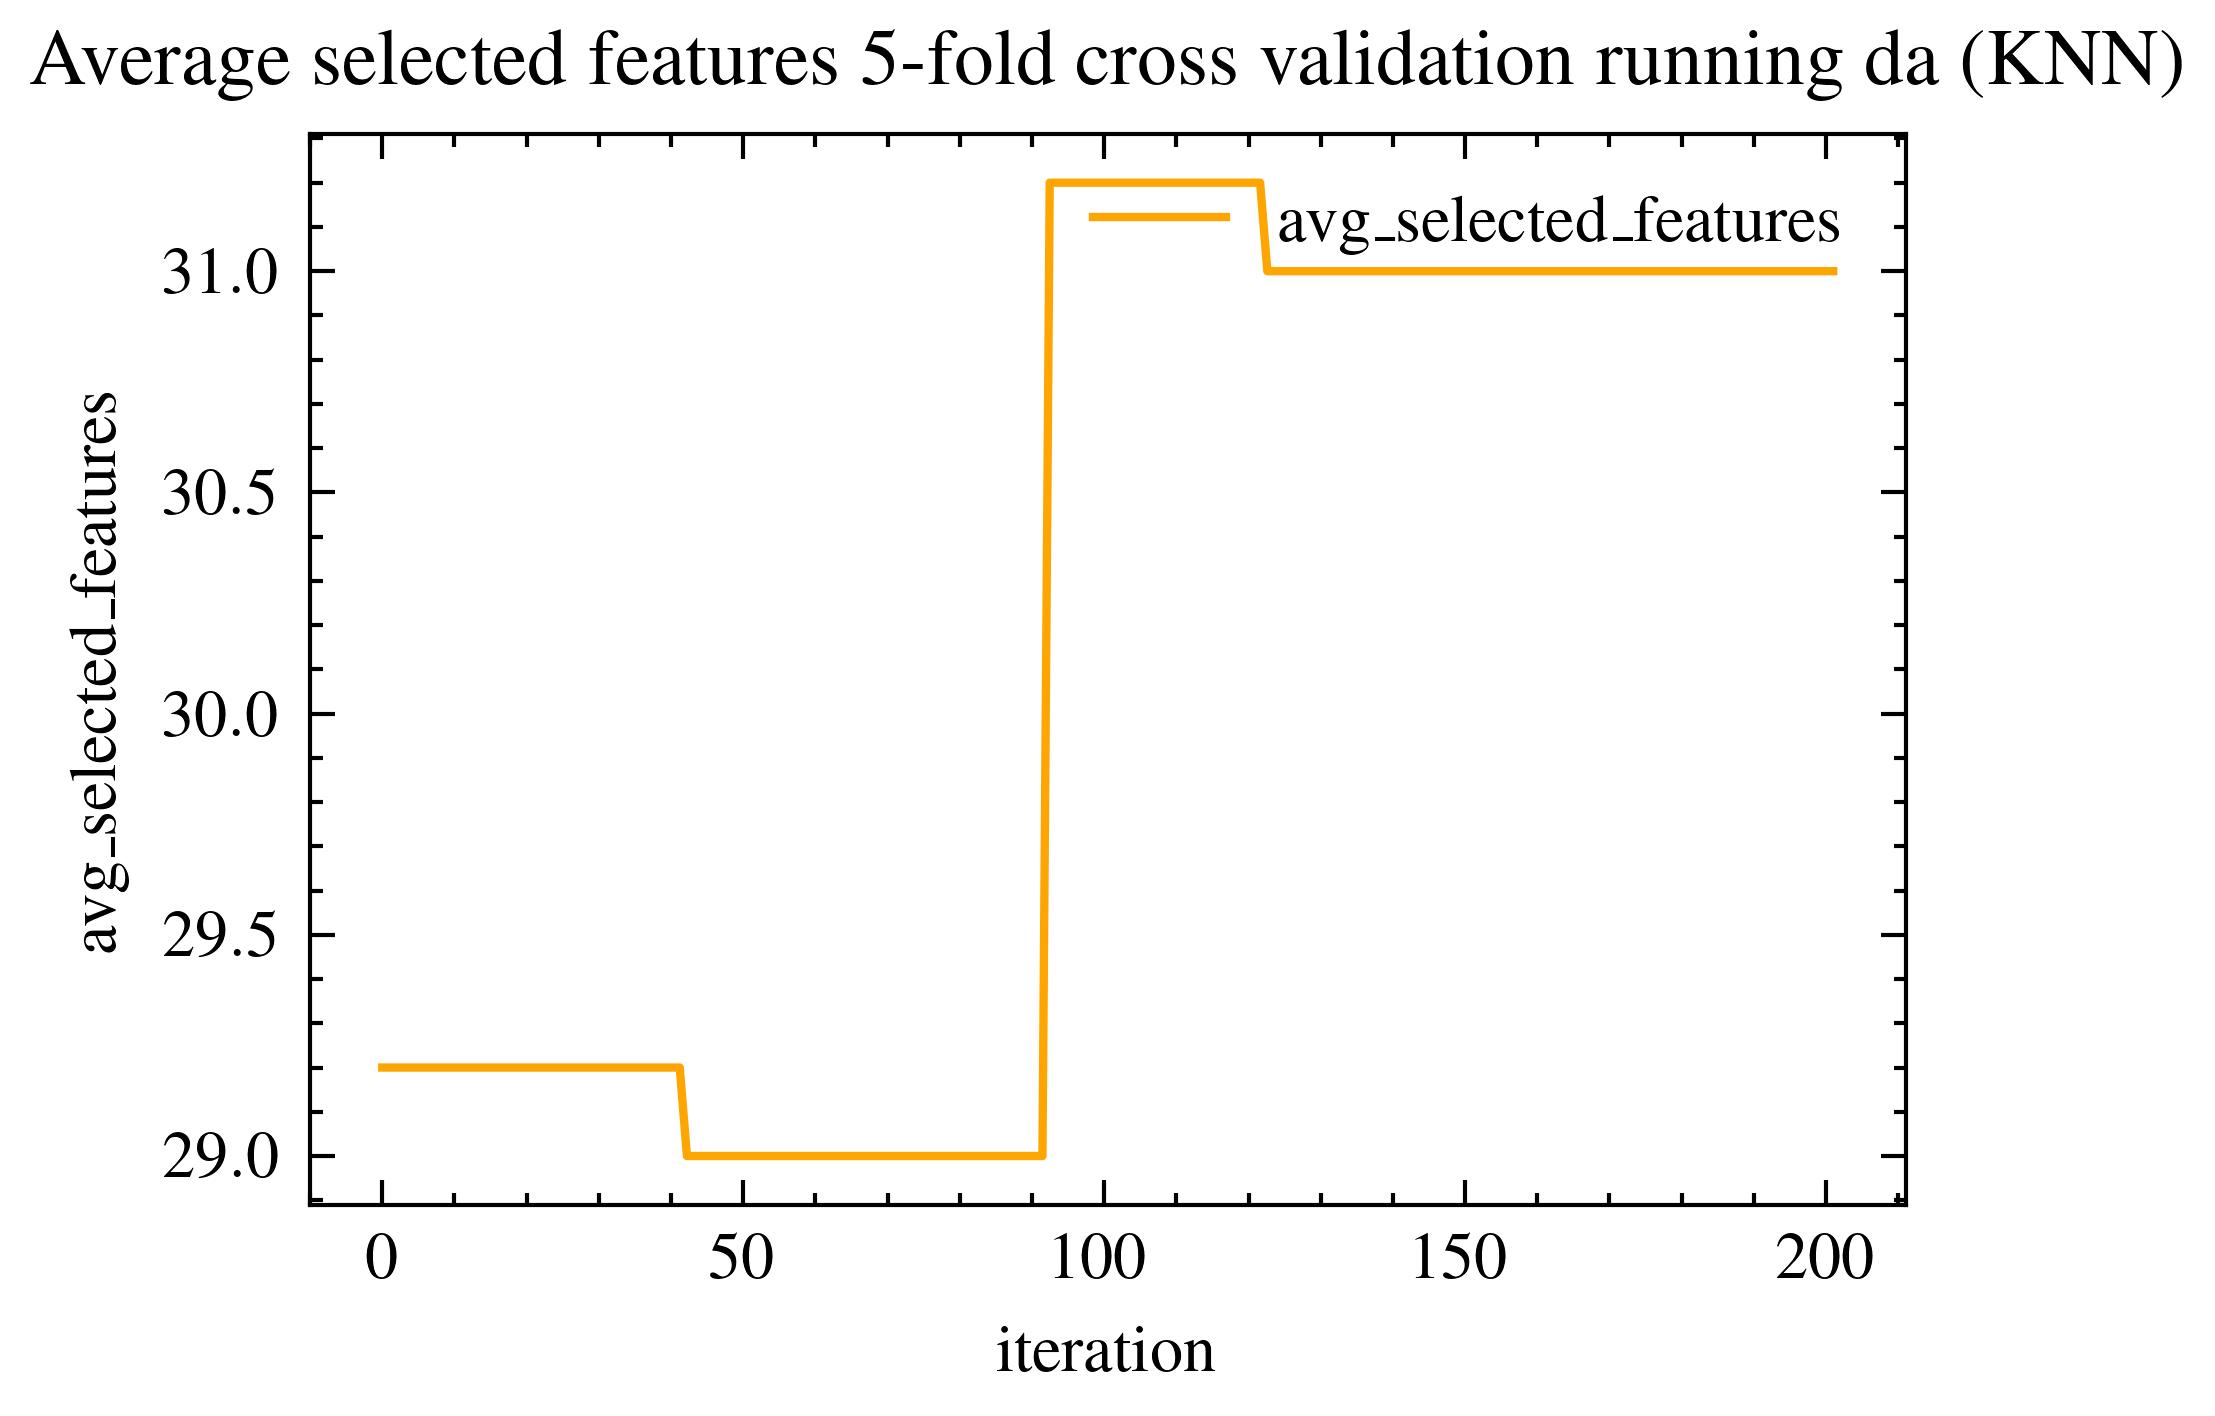 Average selected features 5-fold cross validation running da (KNN)
avg_selected_features
31.0
30.5
30.0
29.5
29.0
avg_selected_features
0 50 100 150 200
iteration